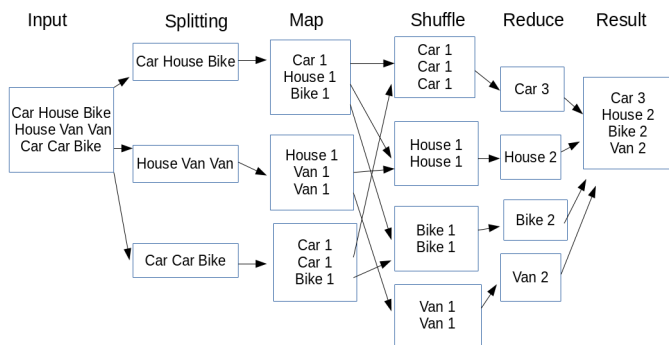 Input
Splitting
Map
Shuffle
Reduce
Result
Car House Bike
House Van Van
Car Car Bike
Car House Bike
House Van Van
Car Car Bike
Car 1
House 1
Bike 1
House 1
Van 1
Van 1
Car 1
Car 1
Bike 1
Car 1
Car 1
Car 1
House 1
House 1
Bike 1
Bike 1
Van 1
Van 1
Car 3
House 2
Bike 2
Van 2
Car 3
House 2
Bike 2
Van 2